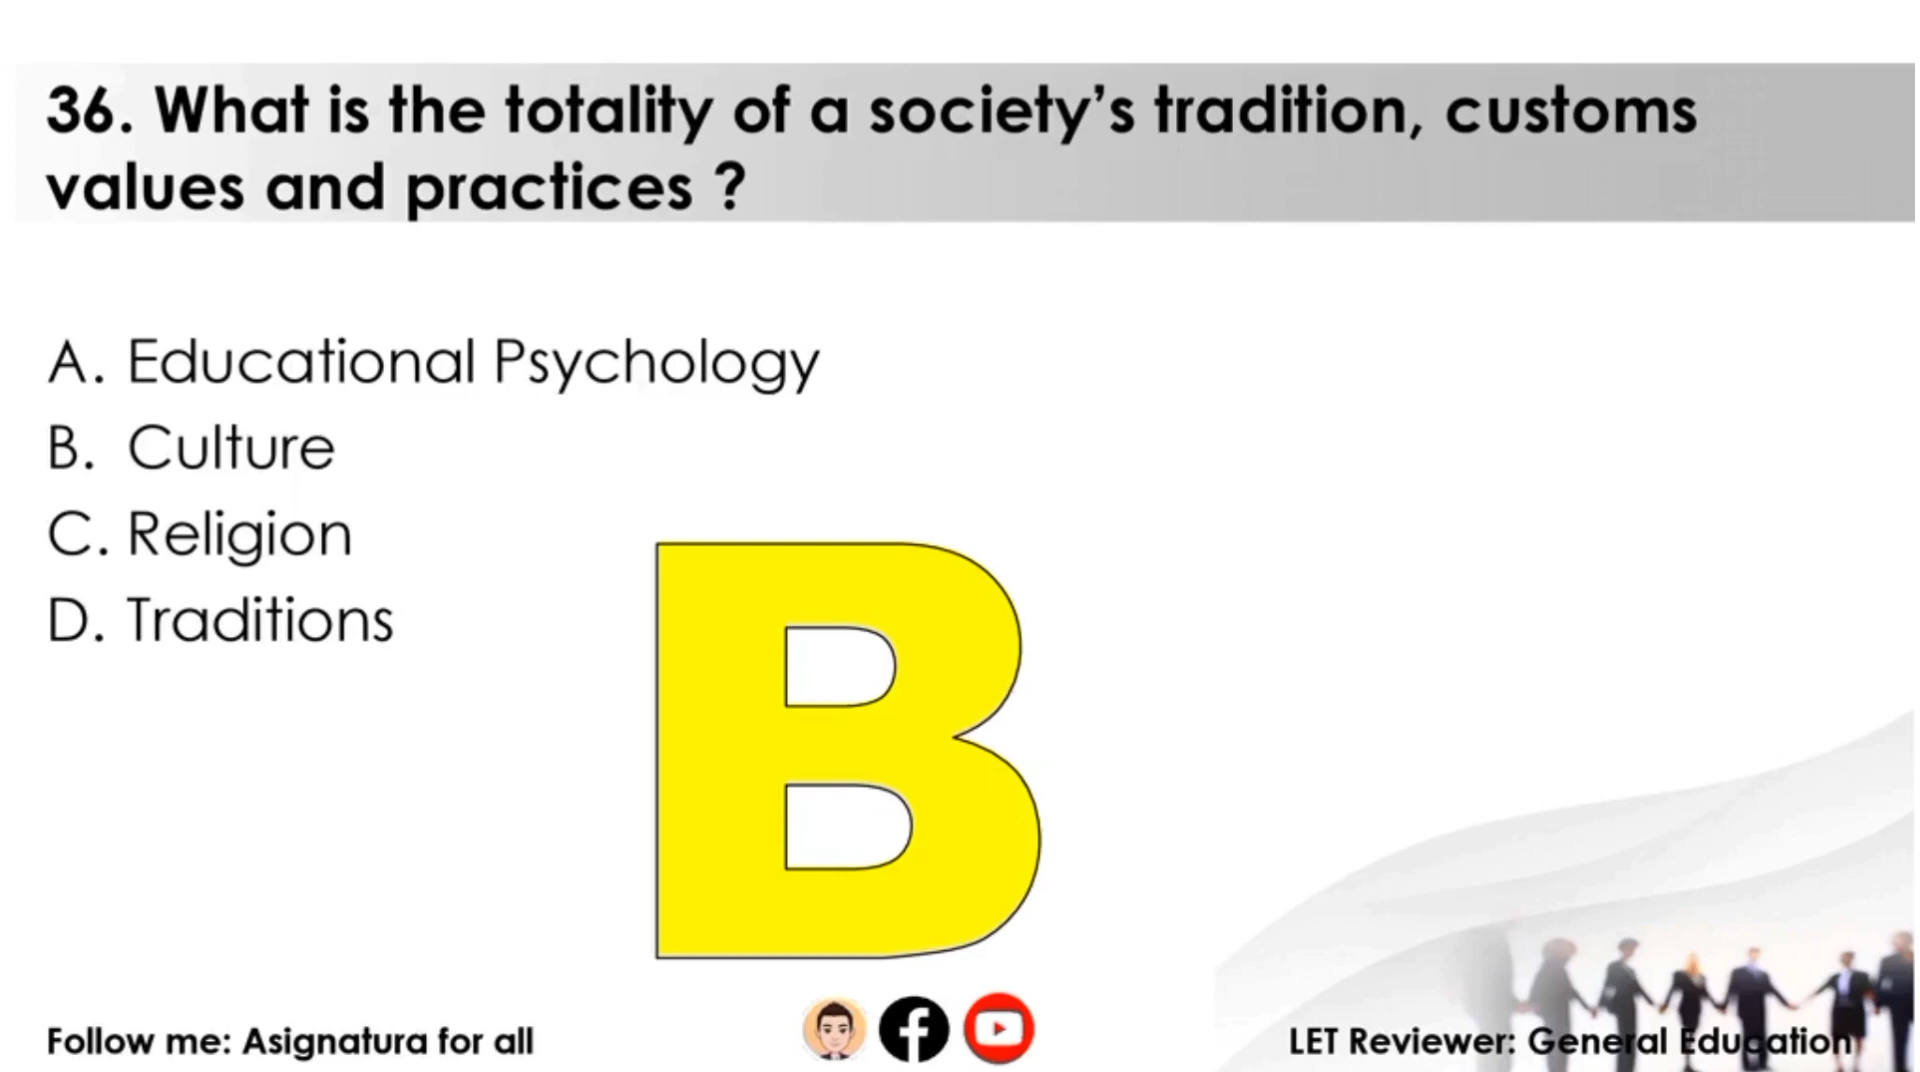 36. What is the totality of a society’s tradition, customs
values and practices ?
A. Educational Psychology
B. Culture
C. Religion
D. Traditions
B
Follow me: Asignatura for all
LET Reviewer: General Education